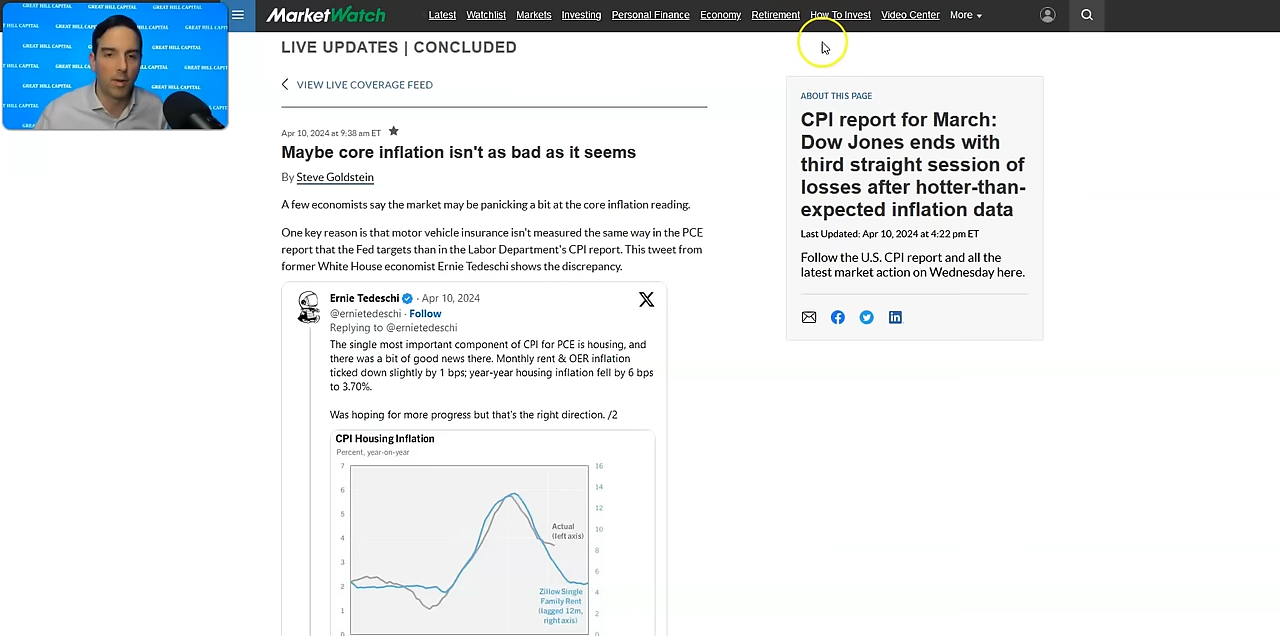 GREAT HILL CAPITAL
MarketWatch
Latest Watchlist Markets Investing Personal Finance Economy Retirement How To Invest Video Center More
LIVE UPDATES | CONCLUDED
VIEW LIVE COVERAGE FEED
Apr 10, 2024 at 9:38 am ET
Maybe core inflation isn't as bad as it seems
By Steve Goldstein
A few economists say the market may be panicking a bit at the core inflation reading.
One key reason is that motor vehicle insurance isn't measured the same way in the PCE
report that the Fed targets than in the Labor Department's CPI report. This tweet from
former White House economist Ernie Tedeschi shows the discrepancy.
Ernie Tedeschi · Apr 10, 2024
@ernietedeschi · Follow
Replying to @ernietedeschi
The single most important component of CPI for PCE is housing, and
there was a bit of good news there. Monthly rent & OER inflation
ticked down slightly by 1 bps; year-year housing inflation fell by 6 bps
to 3.70%.
Was hoping for more progress but that's the right direction. /2
CPI Housing Inflation
Percent, year-on-year
7 16
6 14
5 12
4 10
3 8
2 6
1 4
0 2
0
Actual
(left axis)
Zillow Single
Family Rent
(lagged 12m,
right axis)
ABOUT THIS PAGE
CPI report for March:
Dow Jones ends with
third straight session of
losses after hotter-than-
expected inflation data
Last Updated: Apr 10, 2024 at 4:22 pm ET
Follow the U.S. CPI report and all the
latest market action on Wednesday here.